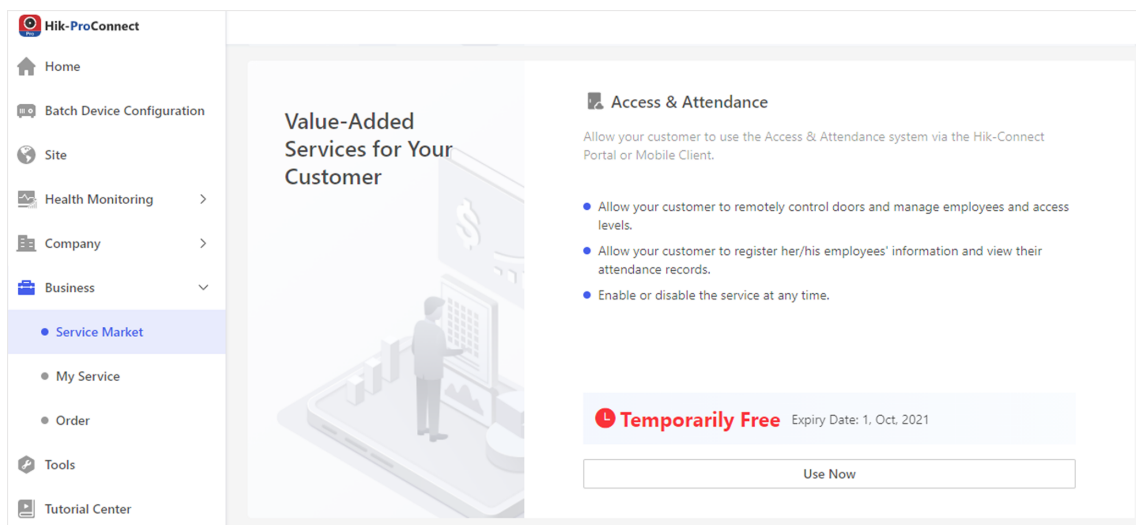 Hik-ProConnect
Home
Batch Device Configuration
Site
Health Monitoring
Company
Business
Service Market
My Service
Order
Tools
Tutorial Center
Value-Added
Services for Your
Customer
Access & Attendance
Allow your customer to use the Access & Attendance system via the Hik-Connect
Portal or Mobile Client.
Allow your customer to remotely control doors and manage employees and access
levels.
Allow your customer to register her/his employees' information and view their
attendance records.
Enable or disable the service at any time.
Temporarily Free Expiry Date: 1, Oct, 2021
Use Now